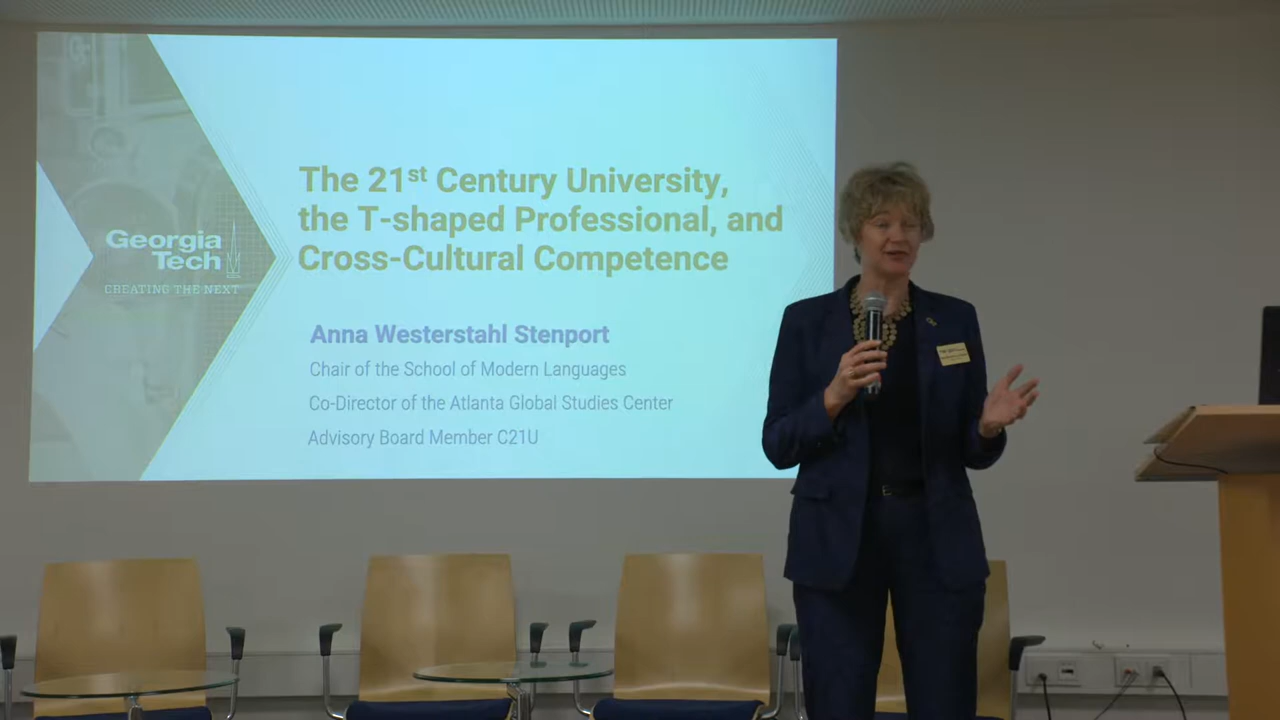 Georgia
Tech
CREATING THE NEXT
The 21st Century University,
the T-shaped Professional, and
Cross-Cultural Competence
Anna Westerstahl Stenport
Chair of the School of Modern Languages
Co-Director of the Atlanta Global Studies Center
Advisory Board Member C21U